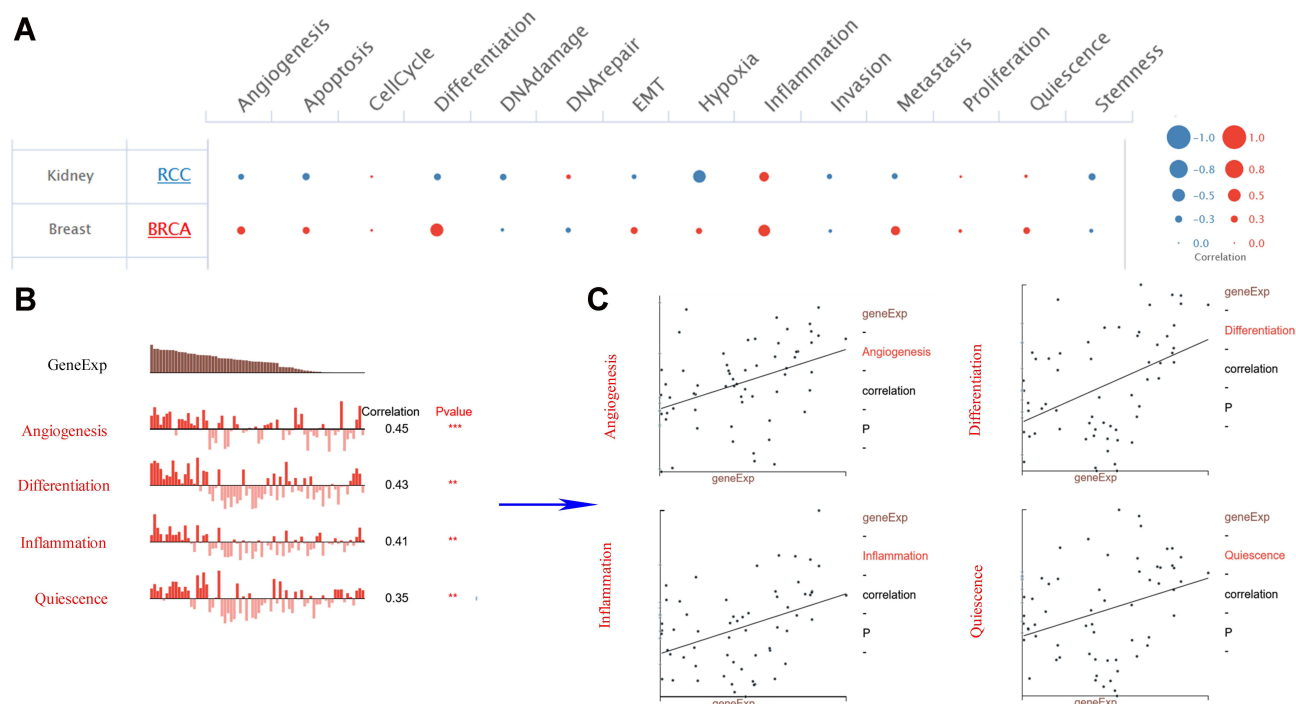 A
Angiogenesis
Apoptosis
CellCycle
Differentiation
DNAdamage
DNArepair
EMT
Hypoxia
Inflammation
Invasion
Metastasis
Proliferation
Quiescence
Stemness
Kidney RCC
Breast BRCA
-1.0 1.0
-0.8 0.8
-0.5 0.5
-0.3 0.3
0.0 0.0
Correlation
B
GeneExp
Correlation Pvalue
Angiogenesis 0.45 ***
Differentiation 0.43 **
Inflammation 0.41 **
Quiescence 0.35 **
C
Angiogenesis
geneExp
-
Angiogenesis
-
correlation
-
P
-
geneExp
Differentiation
geneExp
-
Differentiation
-
correlation
-
P
-
geneExp
Inflammation
geneExp
-
Inflammation
-
correlation
-
P
-
geneExp
Quiescence
geneExp
-
Quiescence
-
correlation
-
P
-
geneExp